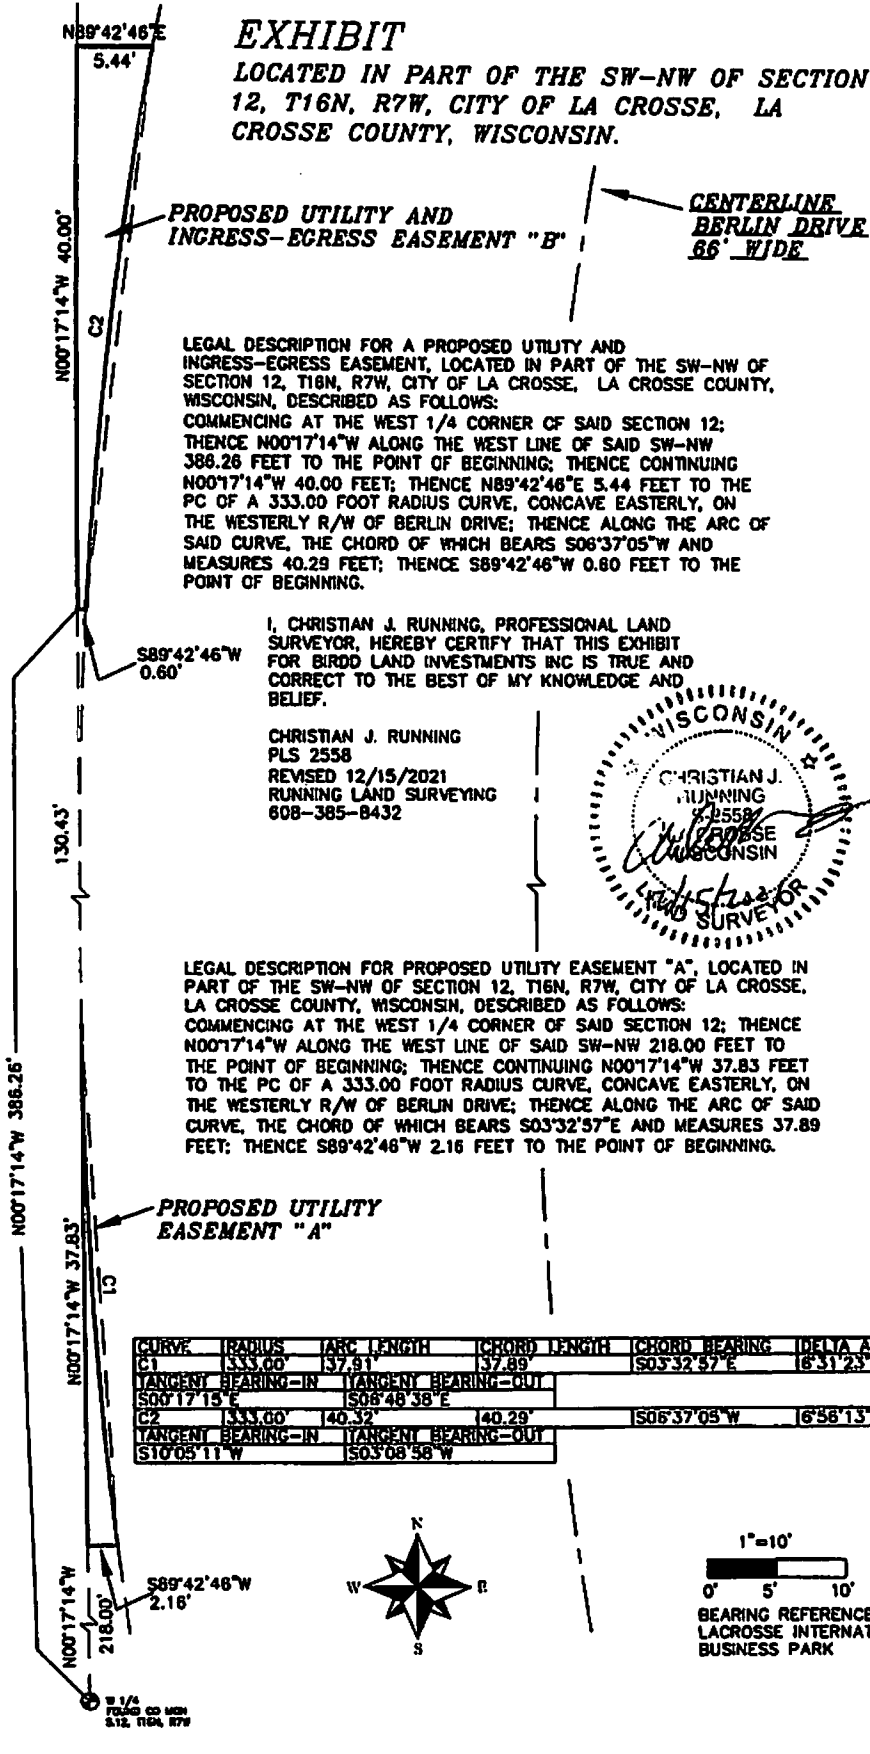 N89°42'46"E
5.44'
EXHIBIT
LOCATED IN PART OF THE SW-NW OF SECTION
12, T16N, R7W, CITY OF LA CROSSE, LA
CROSSE COUNTY, WISCONSIN.
PROPOSED UTILITY AND
INGRESS-EGRESS EASEMENT "B"
CENTERLINE
BERLIN DRIVE
66' WIDE
N00°17'14"W 40.00'
C2
LEGAL DESCRIPTION FOR A PROPOSED UTILITY AND
INGRESS-EGRESS EASEMENT, LOCATED IN PART OF THE SW-NW OF
SECTION 12, T16N, R7W, CITY OF LA CROSSE, LA CROSSE COUNTY,
WISCONSIN, DESCRIBED AS FOLLOWS:
COMMENCING AT THE WEST 1/4 CORNER OF SAID SECTION 12;
THENCE N00°17'14"W ALONG THE WEST LINE OF SAID SW-NW
386.26 FEET TO THE POINT OF BEGINNING; THENCE CONTINUING
N00°17'14"W 40.00 FEET; THENCE N89°42'46"E 5.44 FEET TO THE
PC OF A 333.00 FOOT RADIUS CURVE, CONCAVE EASTERLY, ON
THE WESTERLY R/W OF BERLIN DRIVE; THENCE ALONG THE ARC OF
SAID CURVE, THE CHORD OF WHICH BEARS S06°37'05"W AND
MEASURES 40.29 FEET; THENCE S89°42'46"W 0.60 FEET TO THE
POINT OF BEGINNING.
S89°42'46"W
0.60'
I, CHRISTIAN J. RUNNING, PROFESSIONAL LAND
SURVEYOR, HEREBY CERTIFY THAT THIS EXHIBIT
FOR BIRDD LAND INVESTMENTS INC IS TRUE AND
CORRECT TO THE BEST OF MY KNOWLEDGE AND
BELIEF.
CHRISTIAN J. RUNNING
PLS 2558
REVISED 12/15/2021
RUNNING LAND SURVEYING
608-385-8432
WISCONSIN
CHRISTIAN J.
RUNNING
S-2558
CROSSE
WISCONSIN
LAND SURVEYOR
130.43'
N00°17'14"W 386.26'
LEGAL DESCRIPTION FOR PROPOSED UTILITY EASEMENT "A", LOCATED IN
PART OF THE SW-NW OF SECTION 12, T16N, R7W, CITY OF LA CROSSE,
LA CROSSE COUNTY, WISCONSIN, DESCRIBED AS FOLLOWS:
COMMENCING AT THE WEST 1/4 CORNER OF SAID SECTION 12; THENCE
N00°17'14"W ALONG THE WEST LINE OF SAID SW-NW 218.00 FEET TO
THE POINT OF BEGINNING; THENCE CONTINUING N00°17'14"W 37.83 FEET
TO THE PC OF A 333.00 FOOT RADIUS CURVE, CONCAVE EASTERLY, ON
THE WESTERLY R/W OF BERLIN DRIVE; THENCE ALONG THE ARC OF SAID
CURVE, THE CHORD OF WHICH BEARS S03°32'57"E AND MEASURES 37.89
FEET; THENCE S89°42'46"W 2.16 FEET TO THE POINT OF BEGINNING.
PROPOSED UTILITY
EASEMENT "A"
N00°17'14"W 37.83'
C1
CURVE RADIUS ARC LENGTH CHORD LENGTH CHORD BEARING DELTA A
C1 333.00' 37.91' 37.89' S03°32'57"E 6°31'23"
TANGENT BEARING-IN TANGENT BEARING-OUT
S00°17'15"E S06°48'38"E
C2 333.00' 40.32' 40.29' S06°37'05"W 6°56'13"
TANGENT BEARING-IN TANGENT BEARING-OUT
S10°05'11"W S03°08'58"W
N
W
E
S
1"=10'
0' 5' 10'
BEARING REFERENCE
LACROSSE INTERNAT
BUSINESS PARK
S89°42'46"W
2.16'
N00°17'14"W
218.00'
W 1/4
FOUND CO MON
S.12, T16N, R7W